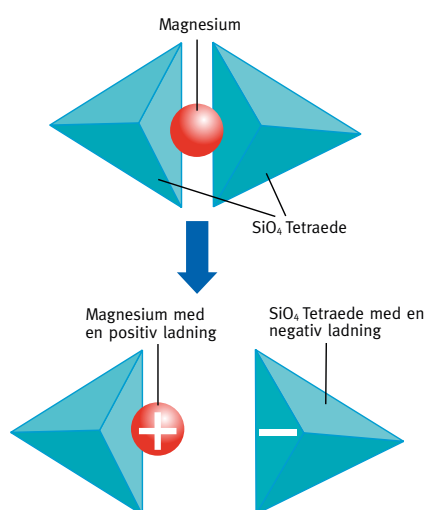 Magnesium
SiO₄ Tetraede
Magnesium med
en positiv ladning
SiO₄ Tetraede med en
negativ ladning
+
−